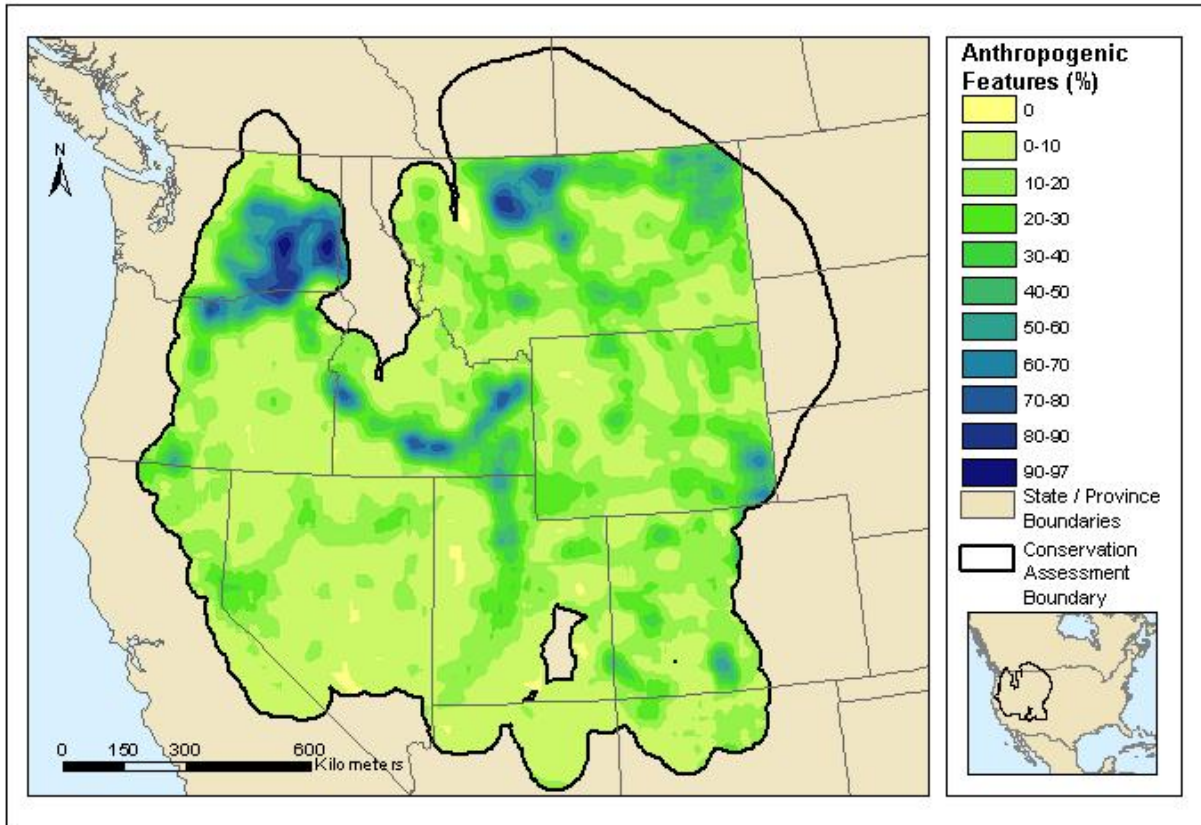 Anthropogenic
Features (%)
0
0-10
10-20
20-30
30-40
40-50
50-60
60-70
70-80
80-90
90-97
State / Province
Boundaries
Conservation
Assessment
Boundary
N
0 150 300 600
Kilometers